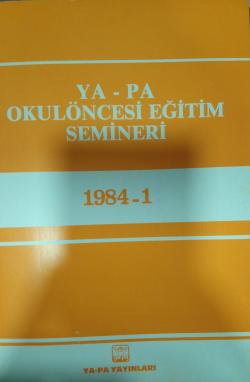 YA - PA
OKULÖNCESİ EĞİTİM
SEMİNERİ
1984-1
YA-PA YAYINLARI